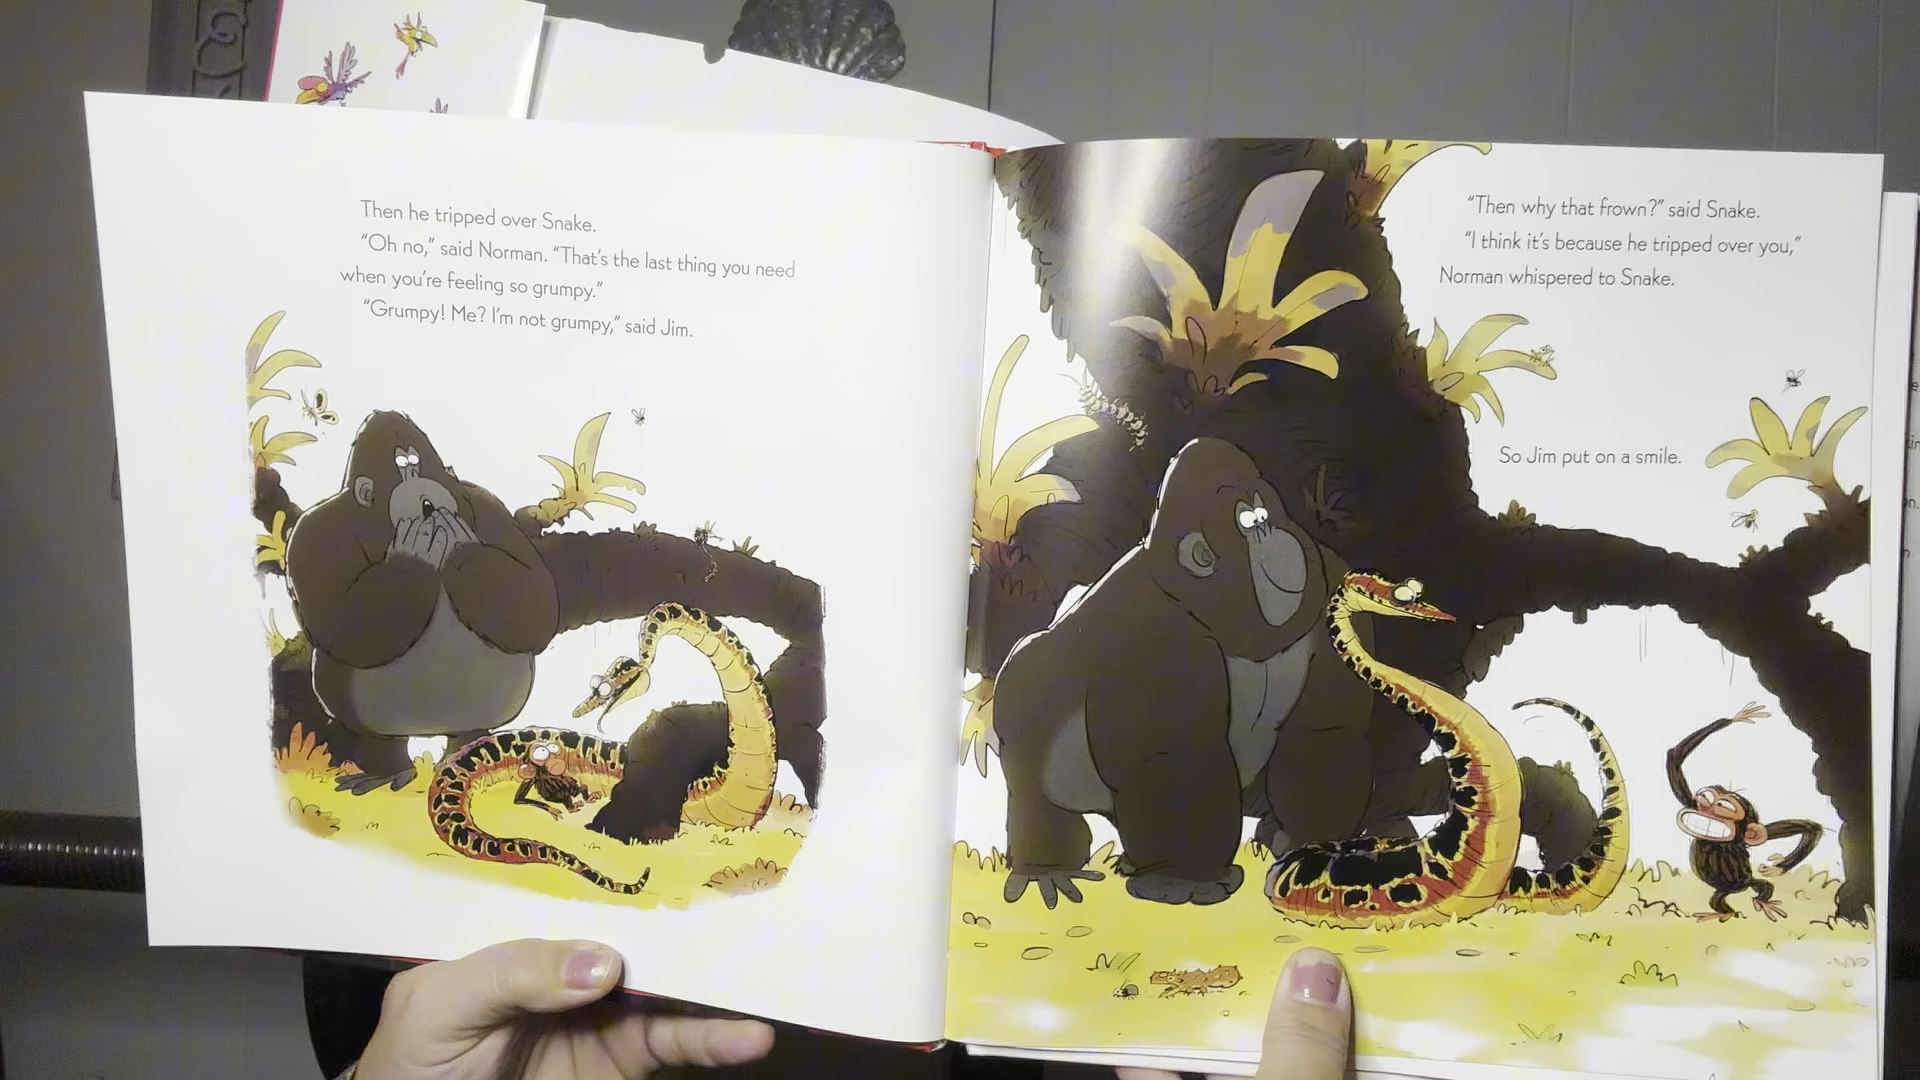 Then he tripped over Snake.
“Oh no,” said Norman. “That’s the last thing you need
when you’re feeling so grumpy.”
“Grumpy! Me? I’m not grumpy,” said Jim.
“Then why that frown?” said Snake.
“I think it’s because he tripped over you,”
Norman whispered to Snake.
So Jim put on a smile.